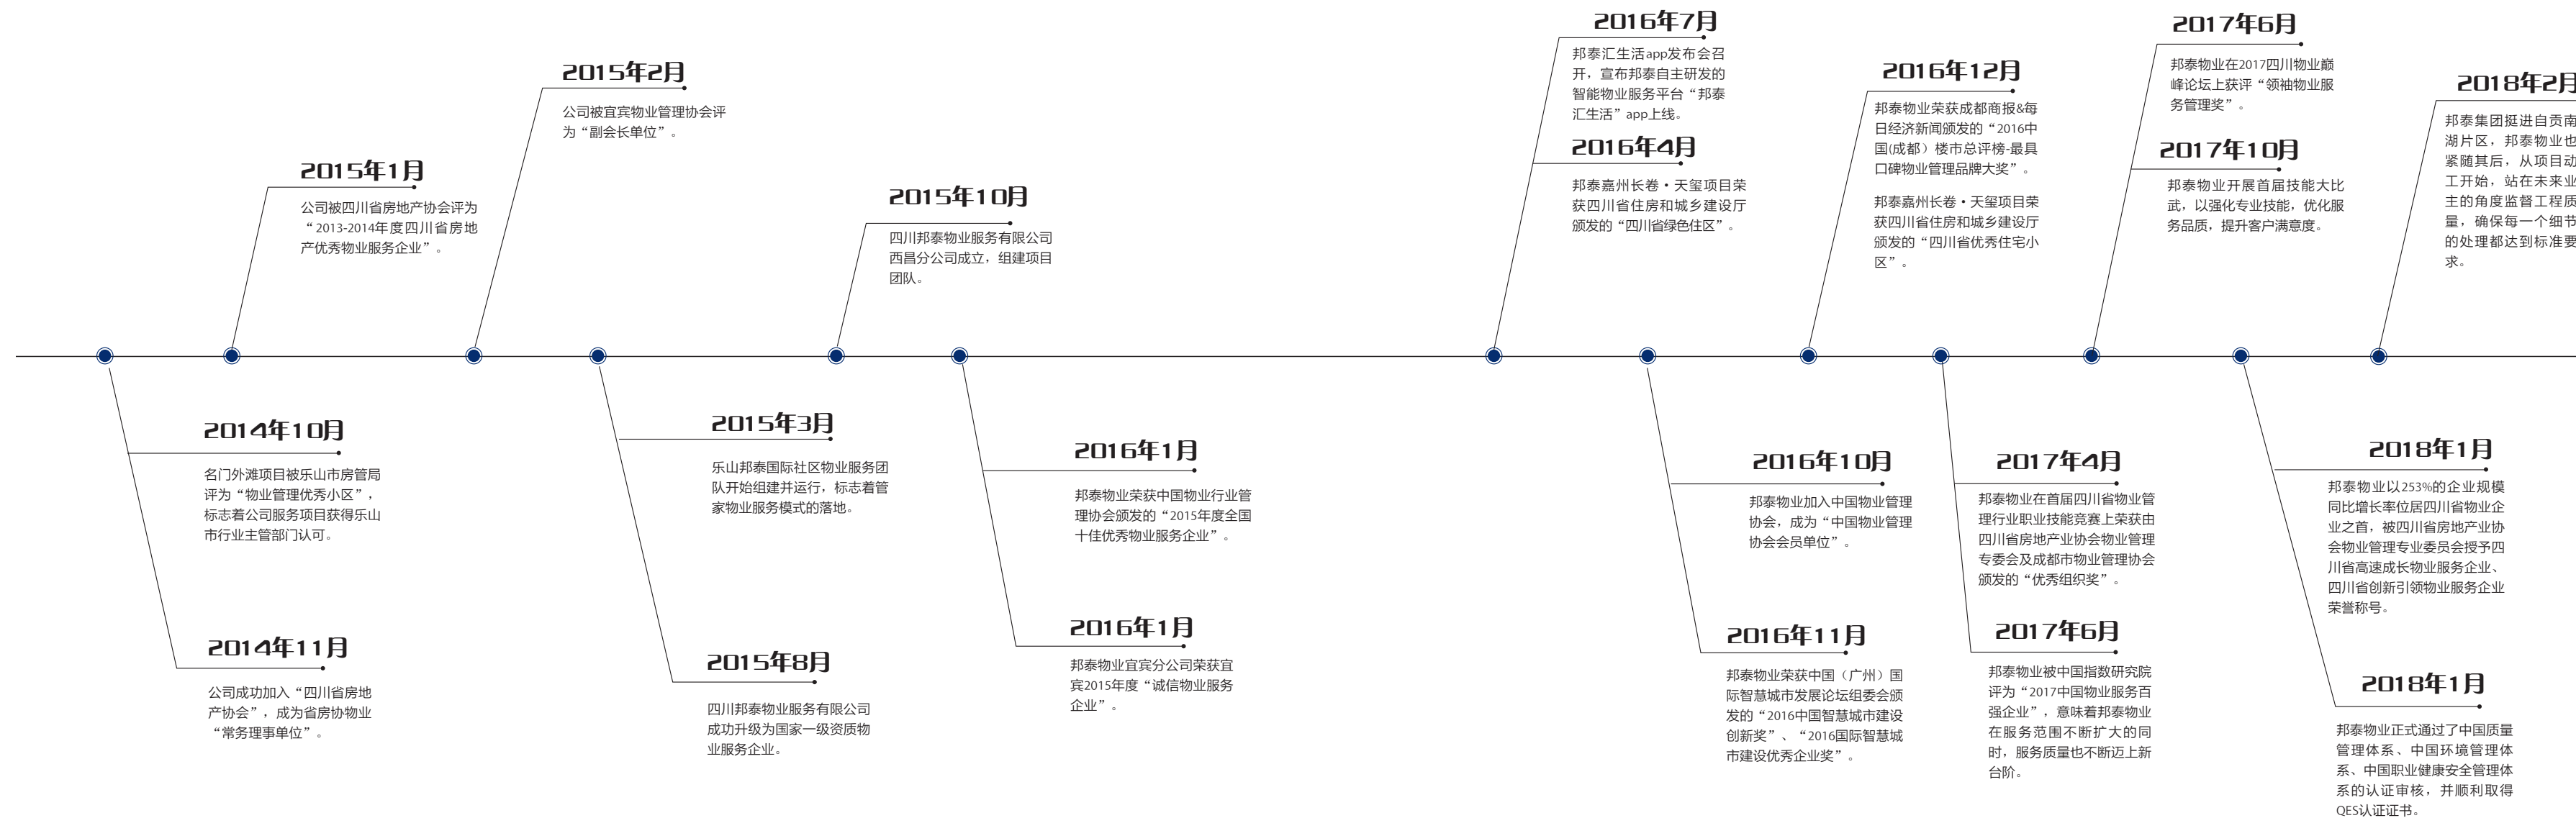 2014年10月
名门外滩项目被乐山市房管局
评为“物业管理优秀小区”，
标志着公司服务项目获得乐山
市行业主管部门认可。
2014年11月
公司成功加入“四川省房地
产协会”，成为省房协物业
“常务理事单位”。
2015年1月
公司被四川省房地产协会评为
“2013-2014年度四川省房地
产优秀物业服务企业”。
2015年2月
公司被宜宾物业管理协会评
为“副会长单位”。
2015年3月
乐山邦泰国际社区物业服务团
队开始组建并运行，标志着管
家物业服务模式的落地。
2015年8月
四川邦泰物业服务有限公司
成功升级为国家一级资质物
业服务企业。
2015年10月
四川邦泰物业服务有限公司
西昌分公司成立，组建项目
团队。
2016年1月
邦泰物业荣获中国物业行业管
理协会颁发的“2015年度全国
十佳优秀物业服务企业”。
2016年1月
邦泰物业宜宾分公司荣获宜
宾2015年度“诚信物业服务
企业”。
2016年7月
邦泰汇生活app发布会召
开，宣布邦泰自主研发的
智能物业服务平台“邦泰
汇生活”app上线。
2016年4月
邦泰嘉州长卷·天玺项目荣
获四川省住房和城乡建设厅
颁发的“四川省绿色住区”。
2016年10月
邦泰物业加入中国物业管理
协会，成为“中国物业管理
协会会员单位”。
2016年11月
邦泰物业荣获中国（广州）国
际智慧城市发展论坛组委会颁
发的“2016中国智慧城市建设
创新奖”、“2016国际智慧城
市建设优秀企业奖”。
2016年12月
邦泰物业荣获成都商报&每
日经济新闻颁发的“2016中
国(成都）楼市总评榜-最具
口碑物业管理品牌大奖”。
邦泰嘉州长卷·天玺项目荣
获四川省住房和城乡建设厅
颁发的“四川省优秀住宅小
区”。
2017年4月
邦泰物业在首届四川省物业管
理行业职业技能竞赛上荣获由
四川省房地产业协会物业管理
专委会及成都市物业管理协会
颁发的“优秀组织奖”。
2017年6月
邦泰物业被中国指数研究院
评为“2017中国物业服务百
强企业”，意味着邦泰物业
在服务范围不断扩大的同
时，服务质量也不断迈上新
台阶。
2017年6月
邦泰物业在2017四川物业巅
峰论坛上获评“领袖物业服
务管理奖”。
2017年10月
邦泰物业开展首届技能大比
武，以强化专业技能，优化服
务品质，提升客户满意度。
2018年1月
邦泰物业以253%的企业规模
同比增长率位居四川省物业企
业之首，被四川省房地产业协
会物业管理专业委员会授予四
川省高速成长物业服务企业、
四川省创新引领物业服务企业
荣誉称号。
2018年1月
邦泰物业正式通过了中国质量
管理体系、中国环境管理体
系、中国职业健康安全管理体
系的认证审核，并顺利取得
QES认证证书。
2018年2月
邦泰集团挺进自贡南
湖片区，邦泰物业也
紧随其后，从项目动
工开始，站在未来业
主的角度监督工程质
量，确保每一个细节
的处理都达到标准要
求。